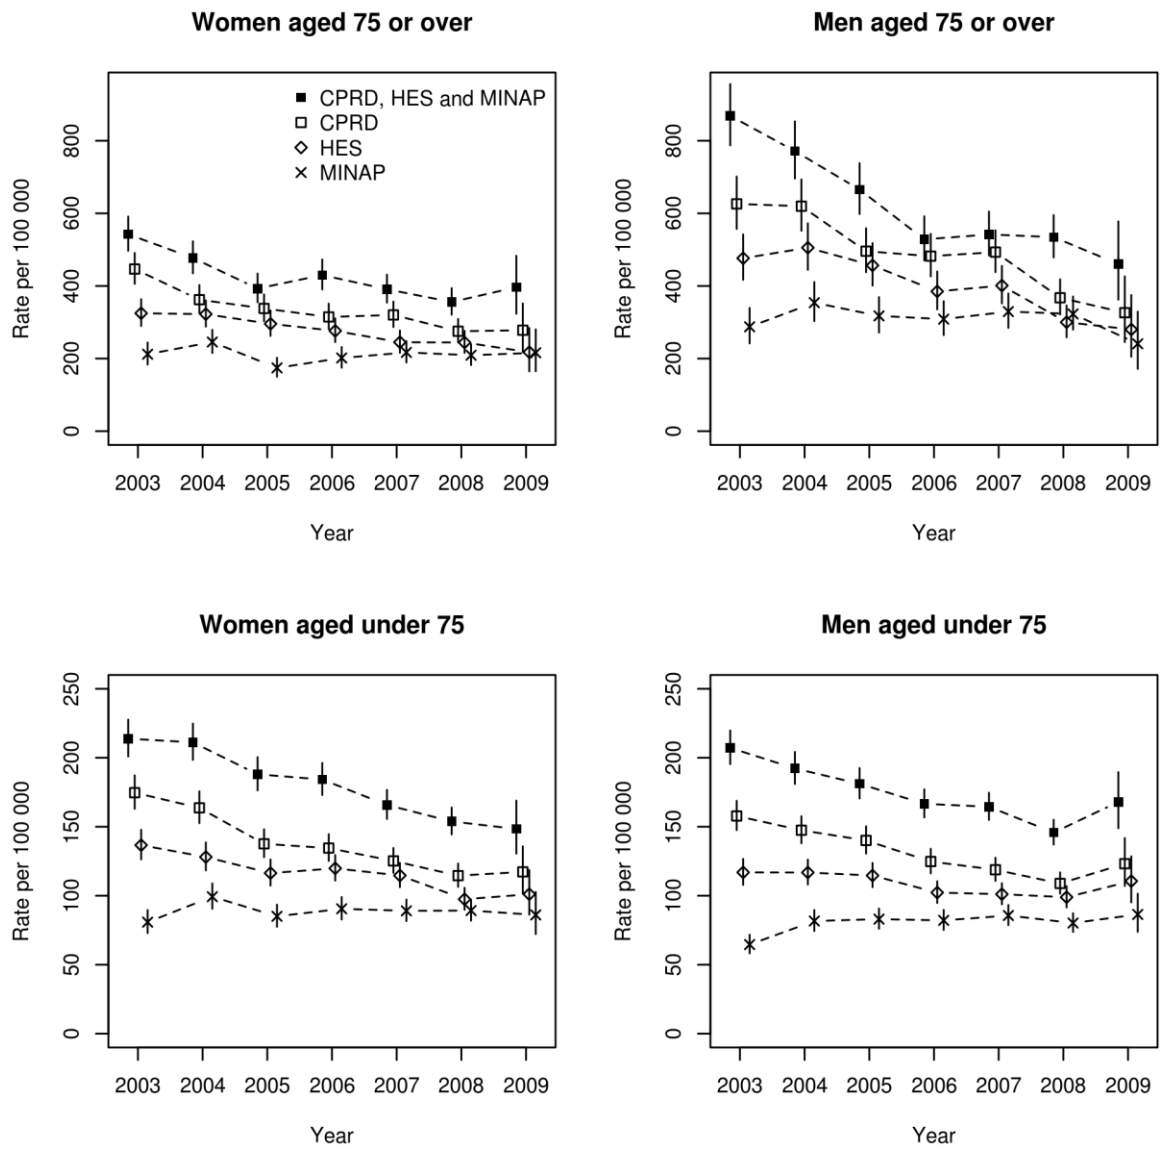 Women aged 75 or over
Rate per 100 000
800
600
400
200
0
CPRD, HES and MINAP
CPRD
HES
MINAP
2003 2004 2005 2006 2007 2008 2009
Year
Men aged 75 or over
Rate per 100 000
800
600
400
200
0
2003 2004 2005 2006 2007 2008 2009
Year
Women aged under 75
Rate per 100 000
250
200
150
100
50
0
2003 2004 2005 2006 2007 2008 2009
Year
Men aged under 75
Rate per 100 000
250
200
150
100
50
0
2003 2004 2005 2006 2007 2008 2009
Year